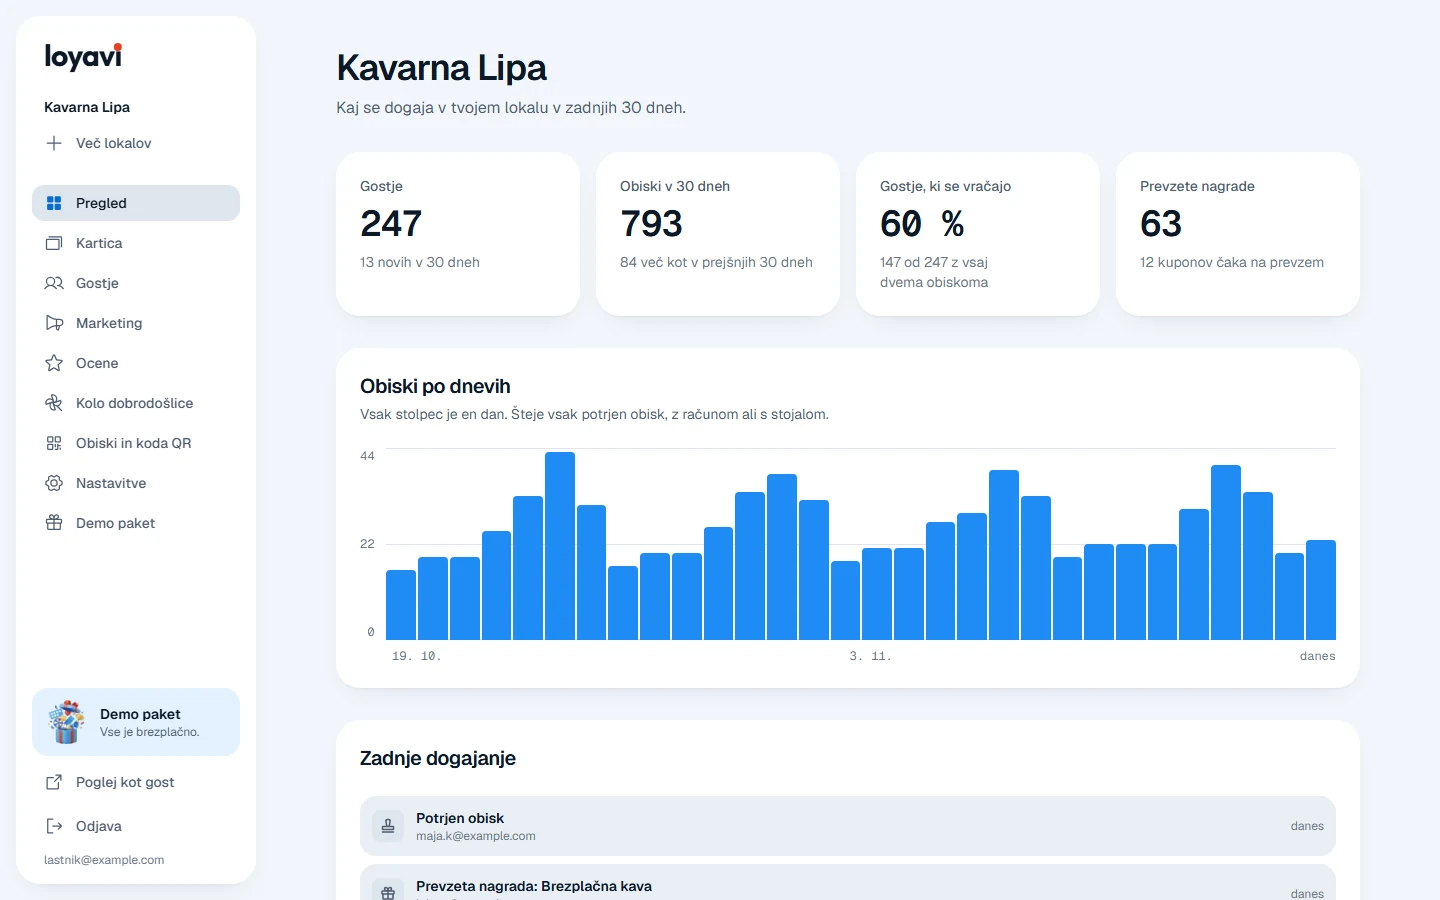 loyavi
Kavarna Lipa
Več lokalov
Pregled
Kartica
Gostje
Marketing
Ocene
Kolo dobrodošlice
Obiski in koda QR
Nastavitve
Demo paket
Demo paket
Vse je brezplačno.
Poglej kot gost
Odjava
lastnik@example.com
Kavarna Lipa
Kaj se dogaja v tvojem lokalu v zadnjih 30 dneh.
Gostje
247
13 novih v 30 dneh
Obiski v 30 dneh
793
84 več kot v prejšnjih 30 dneh
Gostje, ki se vračajo
60 %
147 od 247 z vsaj
dvema obiskoma
Prevzete nagrade
63
12 kuponov čaka na prevzem
Obiski po dnevih
Vsak stolpec je en dan. Šteje vsak potrjen obisk, z računom ali s stojalom.
44
22
0
19. 10.
3. 11.
danes
Zadnje dogajanje
Potrjen obisk
maja.k@example.com
danes
Prevzeta nagrada: Brezplačna kava
danes